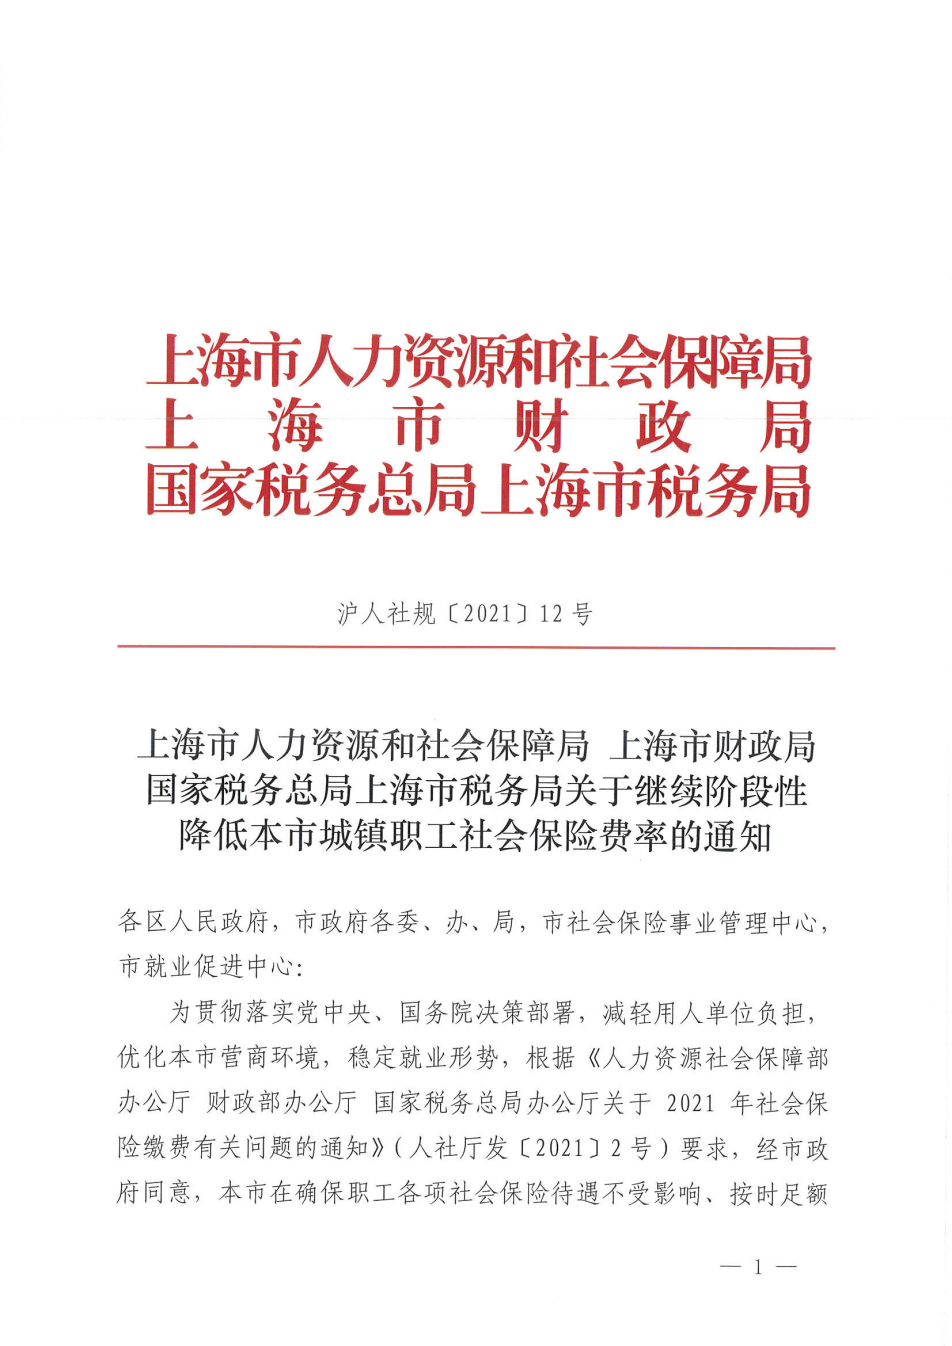 上海市人力资源和社会保障局
上海市财政局
国家税务总局上海市税务局
沪人社规〔2021〕12号
上海市人力资源和社会保障局 上海市财政局
国家税务总局上海市税务局关于继续阶段性
降低本市城镇职工社会保险费率的通知
各区人民政府，市政府各委、办、局，市社会保险事业管理中心，
市就业促进中心：
为贯彻落实党中央、国务院决策部署，减轻用人单位负担，
优化本市营商环境，稳定就业形势，根据《人力资源社会保障部
办公厅 财政部办公厅 国家税务总局办公厅关于 2021 年社会保
险缴费有关问题的通知》（人社厅发〔2021〕2号）要求，经市政
府同意，本市在确保职工各项社会保险待遇不受影响、按时足额
— 1 —